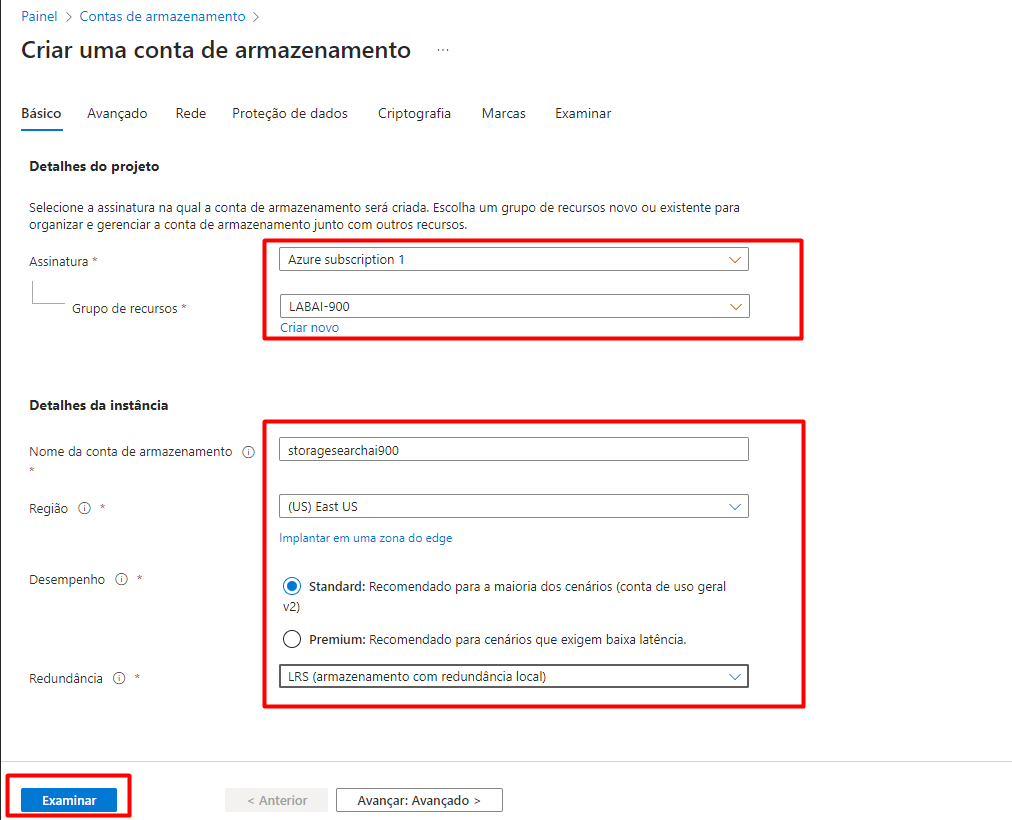 Painel > Contas de armazenamento >
Criar uma conta de armazenamento ...
Básico Avançado Rede Proteção de dados Criptografia Marcas Examinar
Detalhes do projeto
Selecione a assinatura na qual a conta de armazenamento será criada. Escolha um grupo de recursos novo ou existente para
organizar e gerenciar a conta de armazenamento junto com outros recursos.
Assinatura * Azure subscription 1
Grupo de recursos * LABAI-900
Criar novo
Detalhes da instância
Nome da conta de armazenamento storagesearchai900
*
Região * (US) East US
Implantar em uma zona do edge
Desempenho * Standard: Recomendado para a maioria dos cenários (conta de uso geral
v2)
Premium: Recomendado para cenários que exigem baixa latência.
Redundância * LRS (armazenamento com redundância local)
Examinar < Anterior Avançar: Avançado >